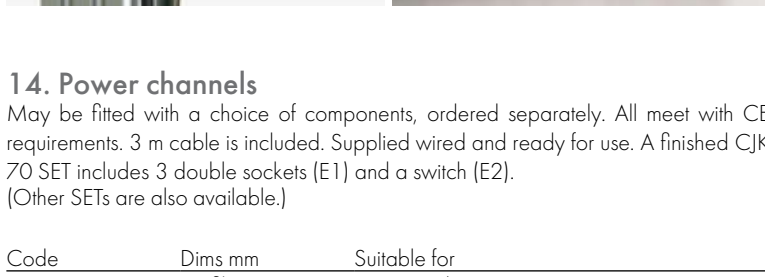 14. Power channels
May be fitted with a choice of components, ordered separately. All meet with CE
requirements. 3 m cable is included. Supplied wired and ready for use. A finished CJK
70 SET includes 3 double sockets (E1) and a switch (E2).
(Other SETs are also available.)
Code Dims mm Suitable for